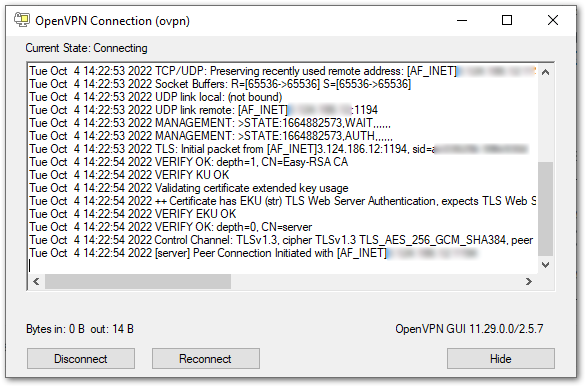 OpenVPN Connection (ovpn)
Current State: Connecting
Tue Oct 4 14:22:53 2022 TCP/UDP: Preserving recently used remote address: [AF_INET]
Tue Oct 4 14:22:53 2022 Socket Buffers: R=[65536->65536] S=[65536->65536]
Tue Oct 4 14:22:53 2022 UDP link local: (not bound)
Tue Oct 4 14:22:53 2022 UDP link remote: [AF_INET] :1194
Tue Oct 4 14:22:53 2022 MANAGEMENT: >STATE:1664882573,WAIT,,,,,,
Tue Oct 4 14:22:53 2022 MANAGEMENT: >STATE:1664882573,AUTH,,,,,,
Tue Oct 4 14:22:53 2022 TLS: Initial packet from [AF_INET]3.124.186.12:1194, sid=
Tue Oct 4 14:22:54 2022 VERIFY OK: depth=1, CN=Easy-RSA CA
Tue Oct 4 14:22:54 2022 VERIFY KU OK
Tue Oct 4 14:22:54 2022 Validating certificate extended key usage
Tue Oct 4 14:22:54 2022 ++ Certificate has EKU (str) TLS Web Server Authentication, expects TLS Web S
Tue Oct 4 14:22:54 2022 VERIFY EKU OK
Tue Oct 4 14:22:54 2022 VERIFY OK: depth=0, CN=server
Tue Oct 4 14:22:54 2022 Control Channel: TLSv1.3, cipher TLSv1.3 TLS_AES_256_GCM_SHA384, peer
Tue Oct 4 14:22:54 2022 [server] Peer Connection Initiated with [AF_INET]
Bytes in: 0 B out: 14 B
OpenVPN GUI 11.29.0.0/2.5.7
Disconnect
Reconnect
Hide